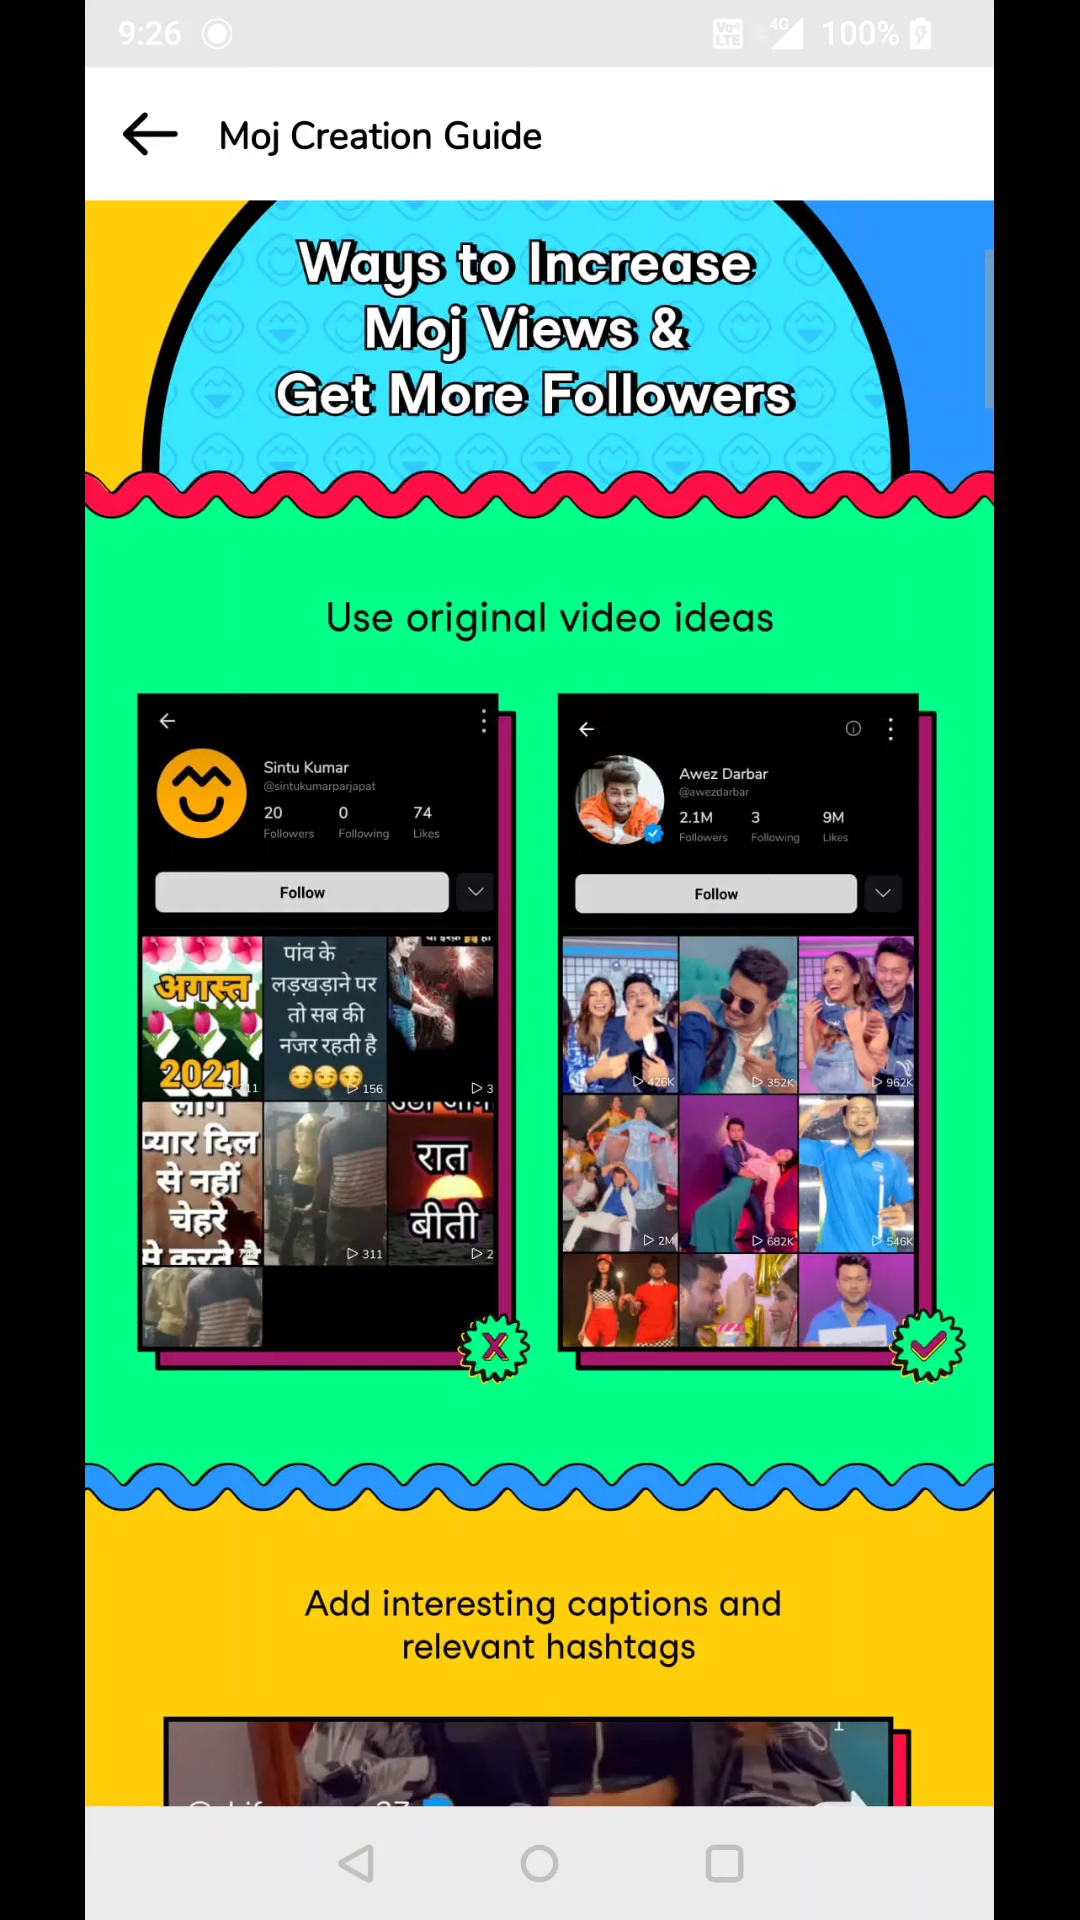 9:26
4G
100%
Moj Creation Guide
Ways to Increase
Moj Views &
Get More Followers
Use original video ideas
Sintu Kumar
@sintukumarparjapat
20
0
74
Followers
Following
Likes
Follow
अगस्त
2021
पांव के
लड़खड़ाने पर
तो सब की
नजर रहती है
156
3
प्यार दिल
से नहीं
चेहरे
से करते है
311
रात
बीती
2
Awez Darbar
@awezdarbar
2.1M
3
9M
Followers
Following
Likes
Follow
426K
352K
962K
2M
682K
546K
X
Add interesting captions and
relevant hashtags